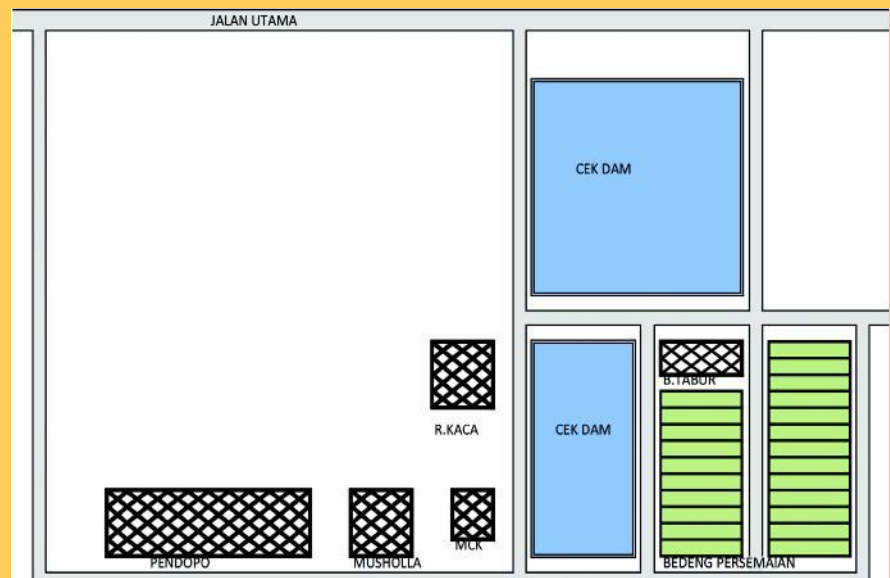 JALAN UTAMA
CEK DAM
R.KACA
CEK DAM
B.TABUR
PENDOPO
MUSHOLLA
MCK
BEDENG PERSEMAIAN